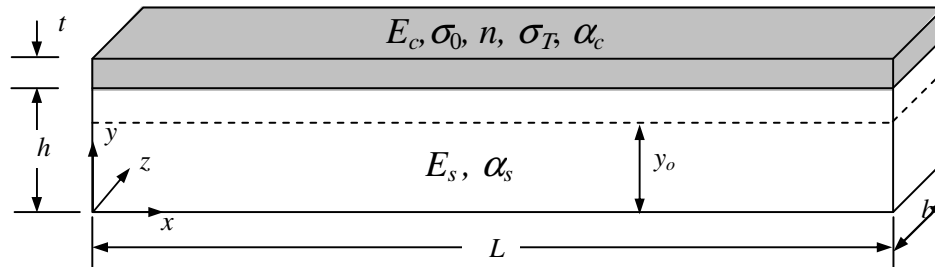 t
E_c, σ_0, n, σ_T, α_c
h
y
z
E_s, α_s
y_o
x
b
L